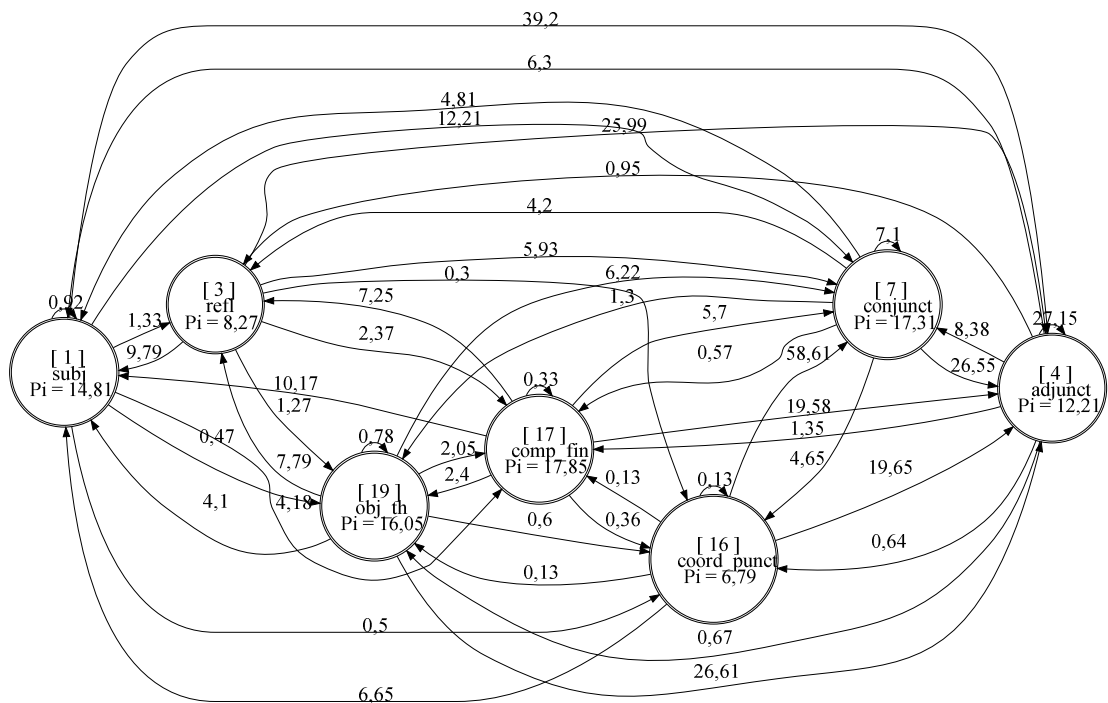 39,2
6,3
4,81
12,21
25,99
0,95
4,2
7,1
5,93
6,22
0,3
[ 3 ]
refl
Pi = 8,27
7,25
1,3
[ 7 ]
conjunct
Pi = 17,31
0,92
1,33
5,7
27,15
8,38
2,37
[ 1 ]
subj
Pi = 14,81
9,79
0,57
58,61
26,55
[ 4 ]
adjunct
Pi = 12,21
10,17
0,33
1,27
19,58
1,35
0,47
0,78
2,05
[ 17 ]
comp_fin
Pi = 17,85
7,79
2,4
4,65
19,65
0,13
0,13
4,1
4,18
[ 19 ]
obj_th
Pi = 16,05
0,6
0,36
0,64
[ 16 ]
coord_punct
Pi = 6,79
0,13
0,5
0,67
26,61
6,65